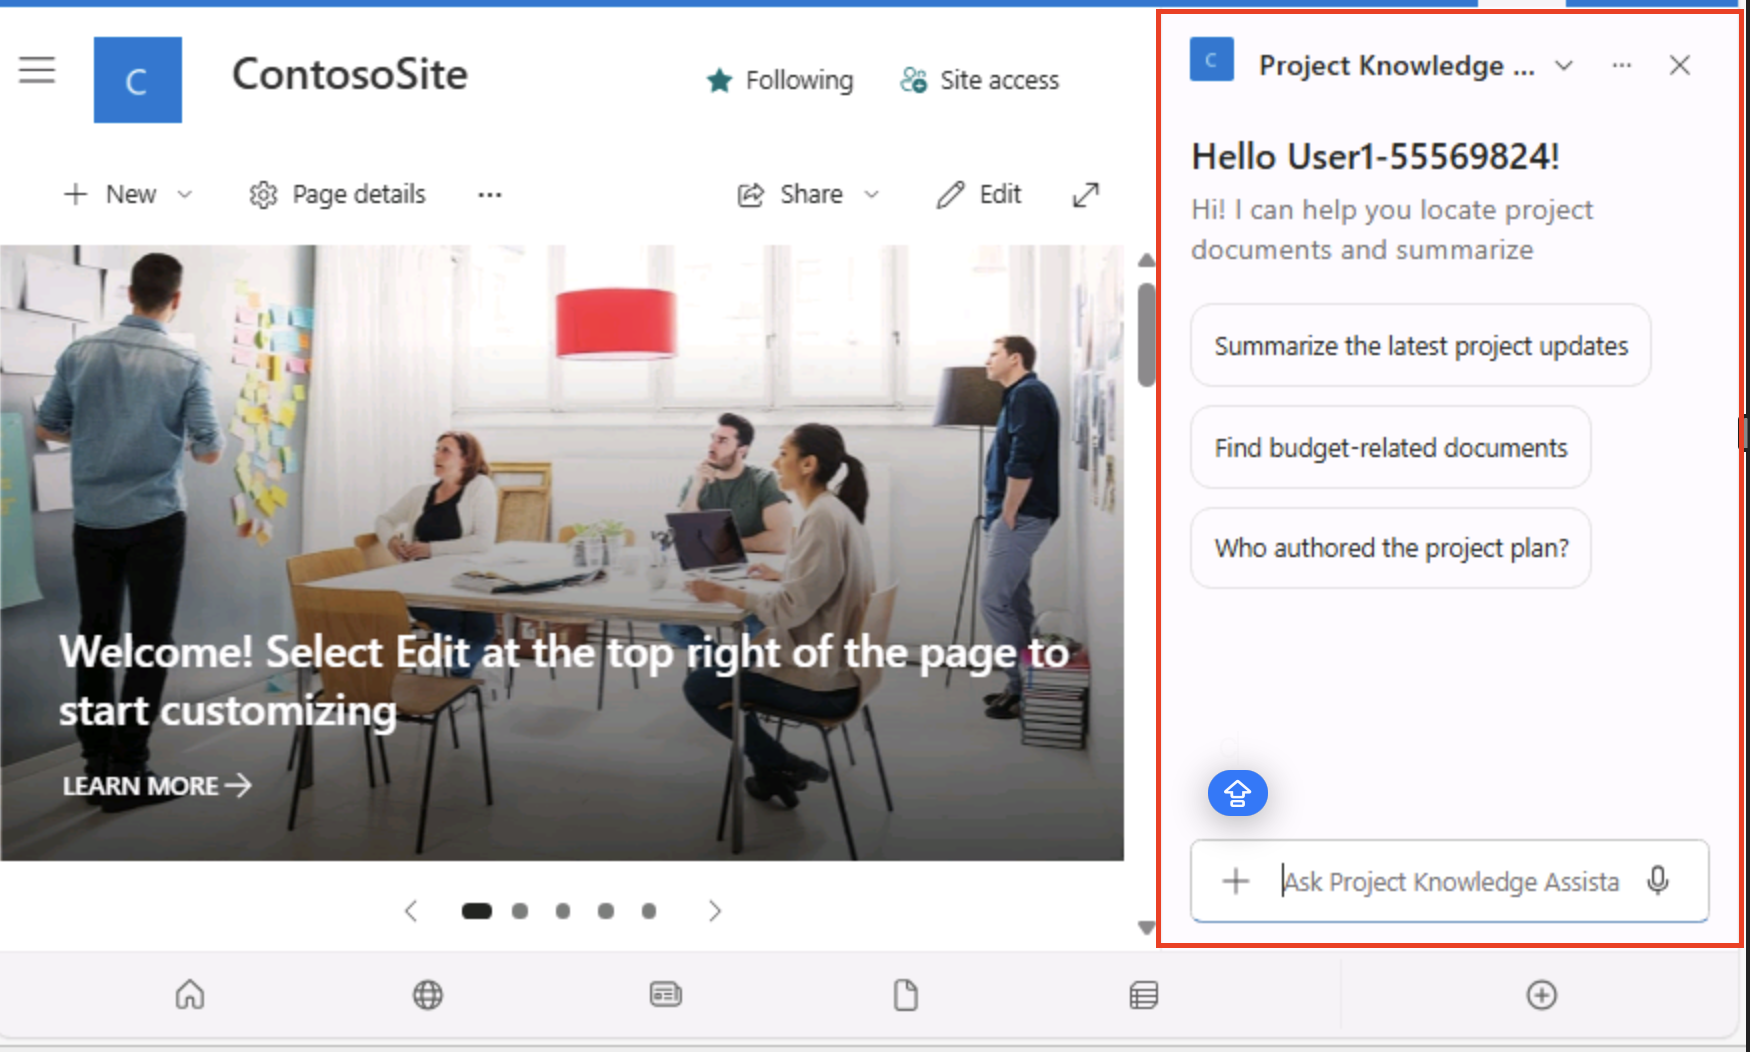 C
ContosoSite
Following
Site access
New
Page details
...
Share
Edit
Welcome! Select Edit at the top right of the page to
start customizing
LEARN MORE
C
Project Knowledge ...
...
Hello User1-55569824!
Hi! I can help you locate project
documents and summarize
Summarize the latest project updates
Find budget-related documents
Who authored the project plan?
Ask Project Knowledge Assista